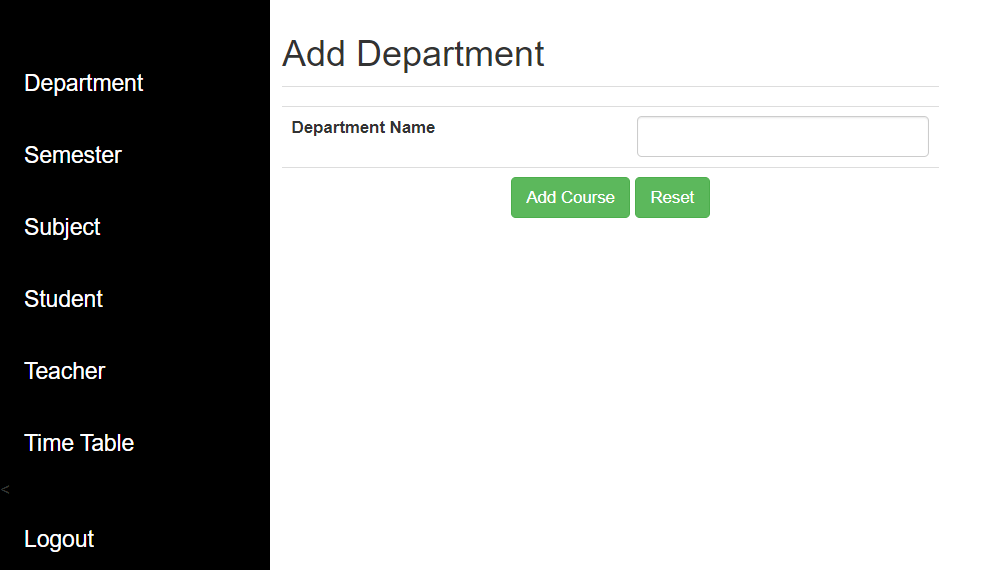 Department
Semester
Subject
Student
Teacher
Time Table
<
Logout
Add Department
Department Name
Add Course Reset